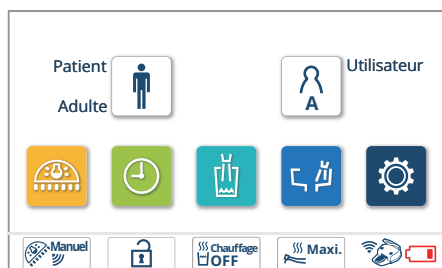 Patient
Utilisateur
Adulte
A
Manuel
Chauffage
OFF
Maxi.